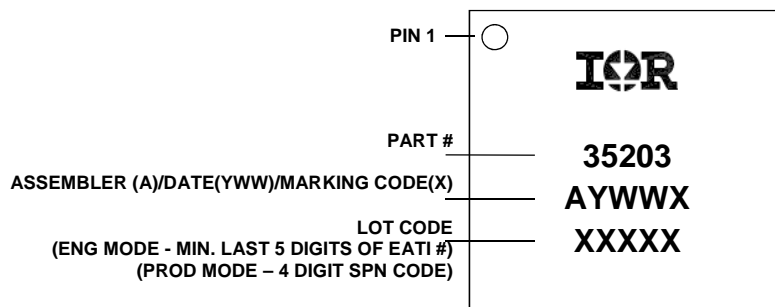 PIN 1
IOR
PART #
35203
ASSEMBLER (A)/DATE(YWW)/MARKING CODE(X)
AYWWX
LOT CODE
(ENG MODE - MIN. LAST 5 DIGITS OF EATI #)
(PROD MODE – 4 DIGIT SPN CODE)
XXXXX